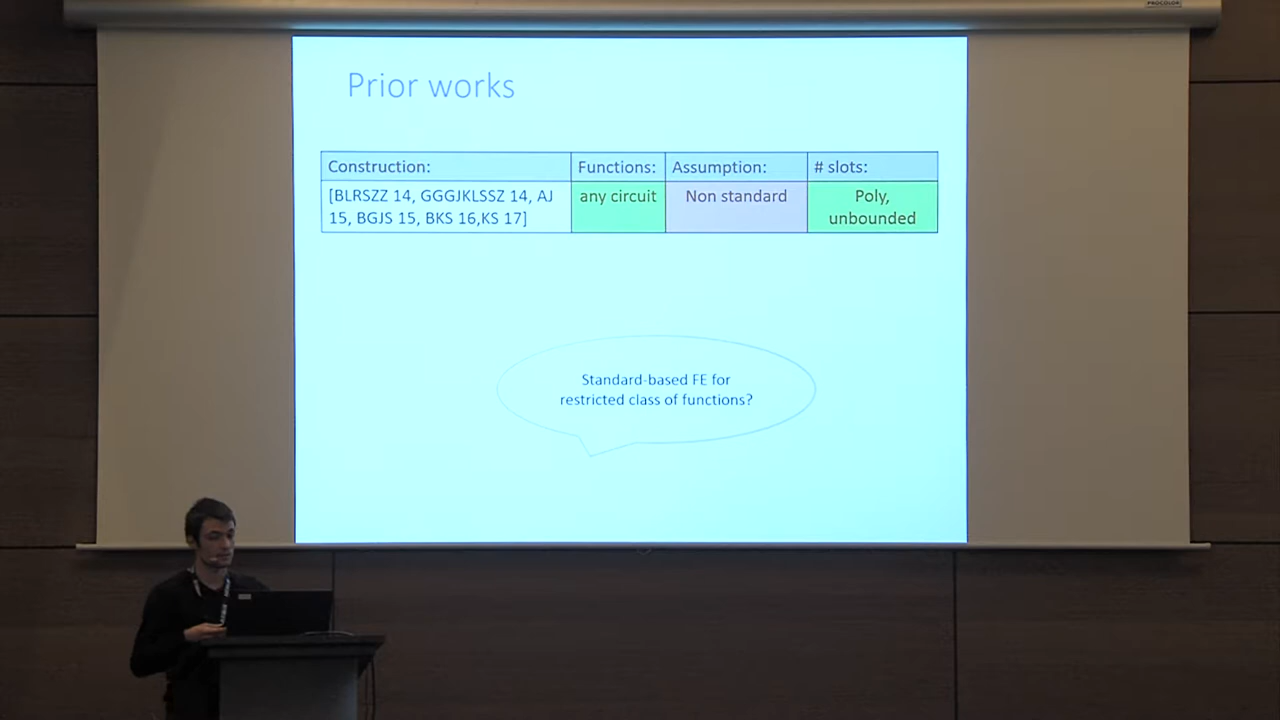 PROCOLOR
Prior works
Construction: Functions: Assumption: # slots:
[BLRSZZ 14, GGGJKLSSZ 14, AJ any circuit Non standard Poly,
15, BGJS 15, BKS 16,KS 17] unbounded
Standard-based FE for
restricted class of functions?